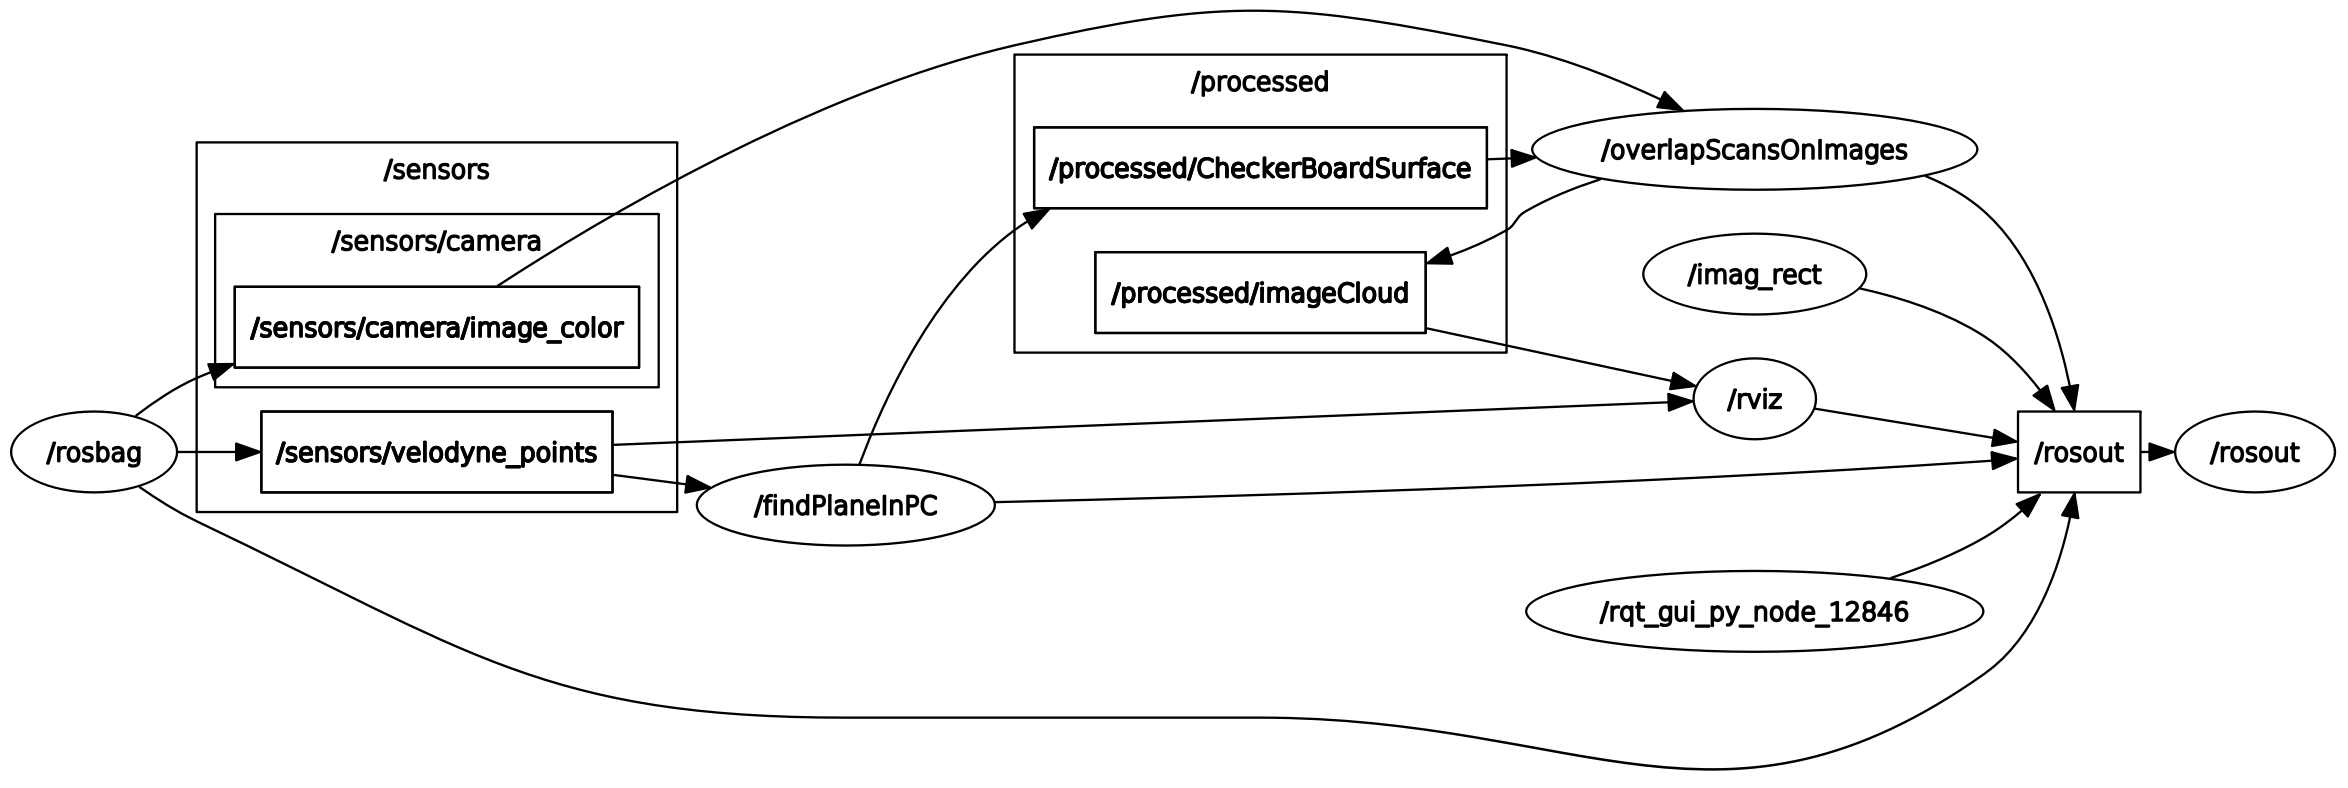 /processed
/processed/CheckerBoardSurface
/overlapScansOnImages
/sensors
/sensors/camera
/processed/imageCloud
/imag_rect
/sensors/camera/image_color
/rviz
/rosbag
/sensors/velodyne_points
/findPlaneInPC
/rosout
/rosout
/rqt_gui_py_node_12846